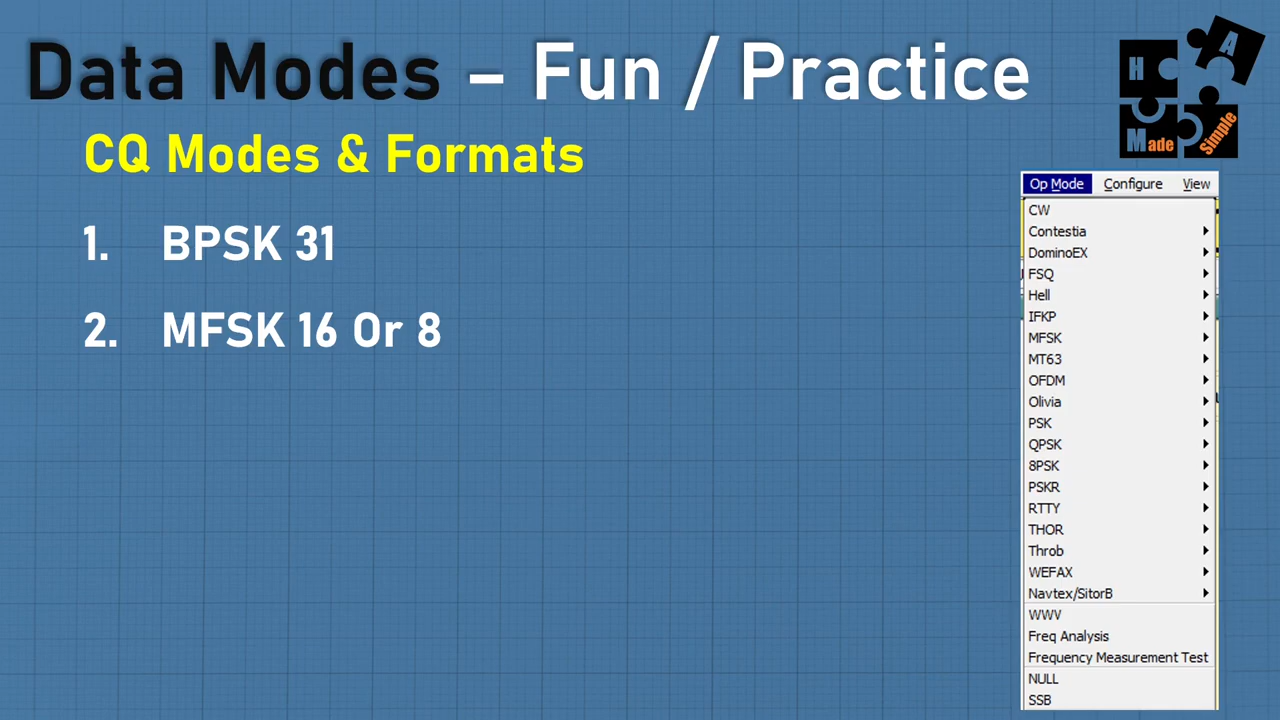 Data Modes – Fun / Practice
H A
Made Simple
CQ Modes & Formats
1. BPSK 31
2. MFSK 16 Or 8
Op Mode Configure View
CW
Contestia
DominoEX
FSQ
Hell
IFKP
MFSK
MT63
OFDM
Olivia
PSK
QPSK
8PSK
PSKR
RTTY
THOR
Throb
WEFAX
Navtex/SitorB
WWV
Freq Analysis
Frequency Measurement Test
NULL
SSB